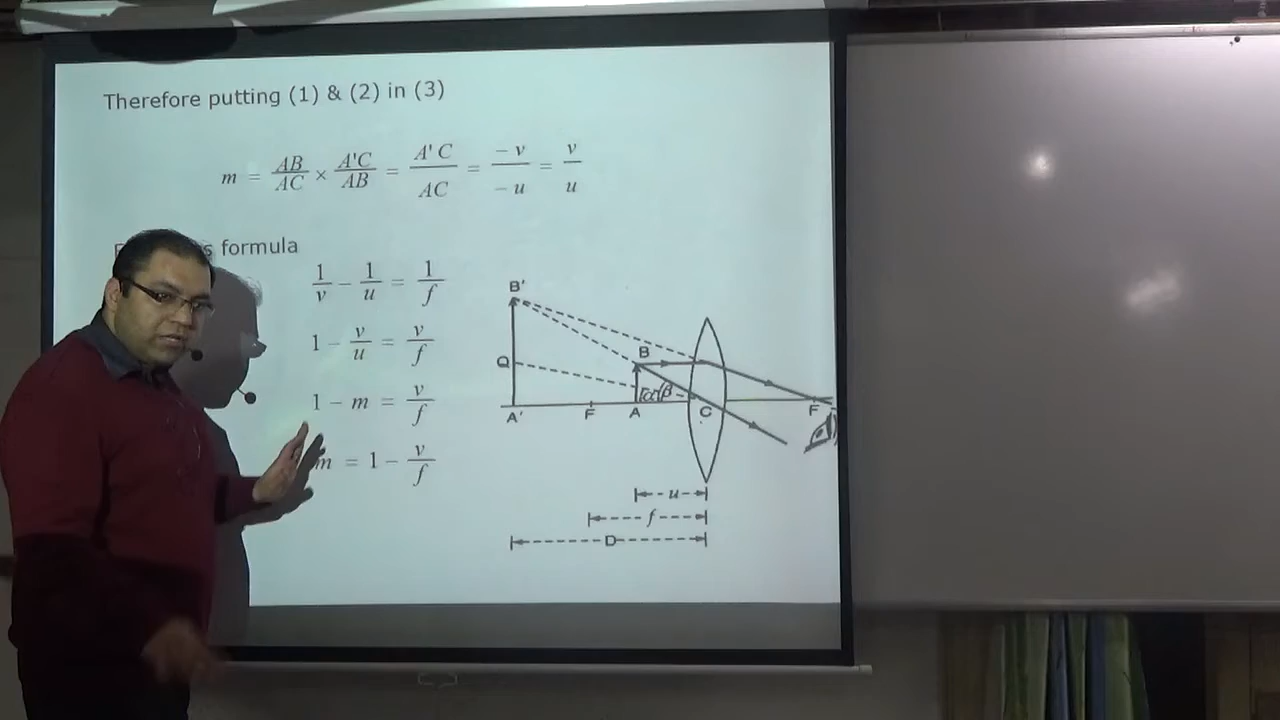 Therefore putting (1) & (2) in (3)
m = AB/AC × A'C/AB = A'C/AC = −v/−u = v/u
formula
1/v − 1/u = 1/f
1 − v/u = v/f
1 − m = v/f
m = 1 − v/f
B'
B
Q
α β
A' F A C F
u
f
D